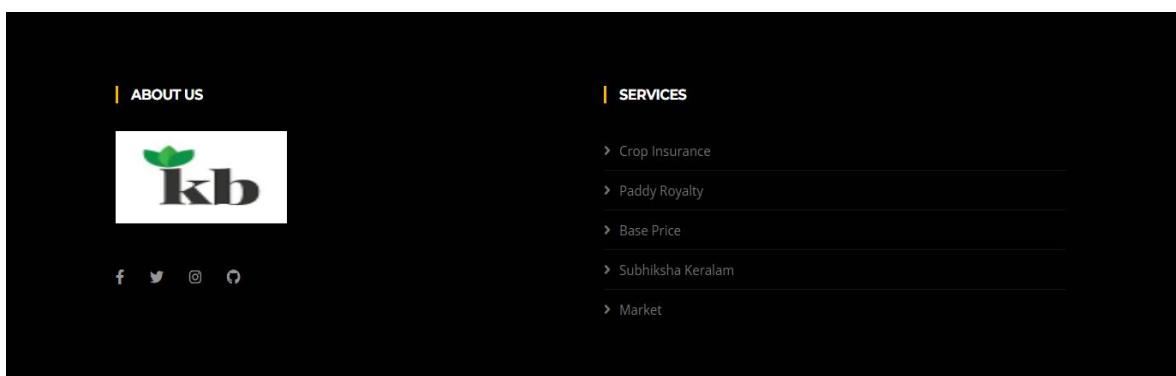 ABOUT US
kb
SERVICES
Crop Insurance
Paddy Royalty
Base Price
Subhiksha Keralam
Market